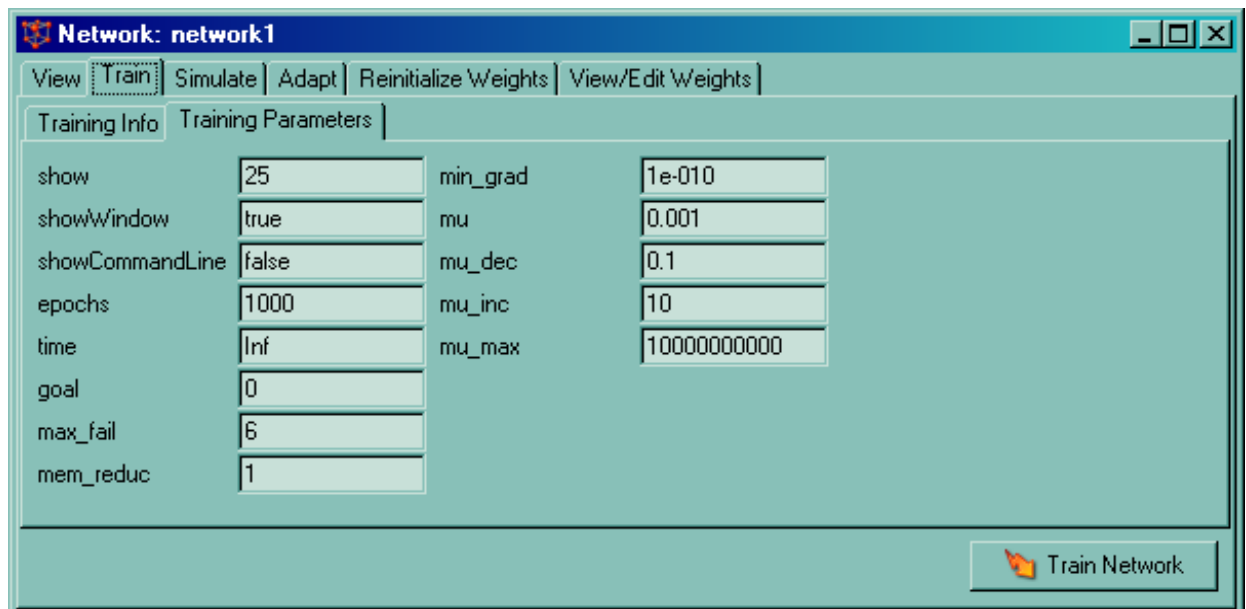 Network: network1
View Train Simulate Adapt Reinitialize Weights View/Edit Weights
Training Info Training Parameters
show 25 min_grad 1e-010
showWindow true mu 0.001
showCommandLine false mu_dec 0.1
epochs 1000 mu_inc 10
time Inf mu_max 10000000000
goal 0
max_fail 6
mem_reduc 1
Train Network